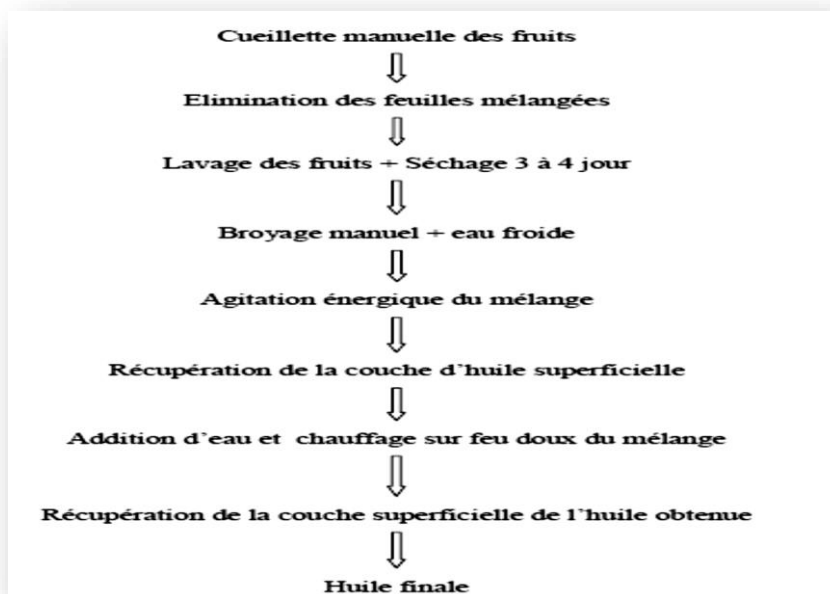 Cueillette manuelle des fruits
Elimination des feuilles mélangées
Lavage des fruits + Séchage 3 à 4 jour
Broyage manuel + eau froide
Agitation énergique du mélange
Récupération de la couche d'huile superficielle
Addition d'eau et chauffage sur feu doux du mélange
Récupération de la couche superficielle de l'huile obtenue
Huile finale